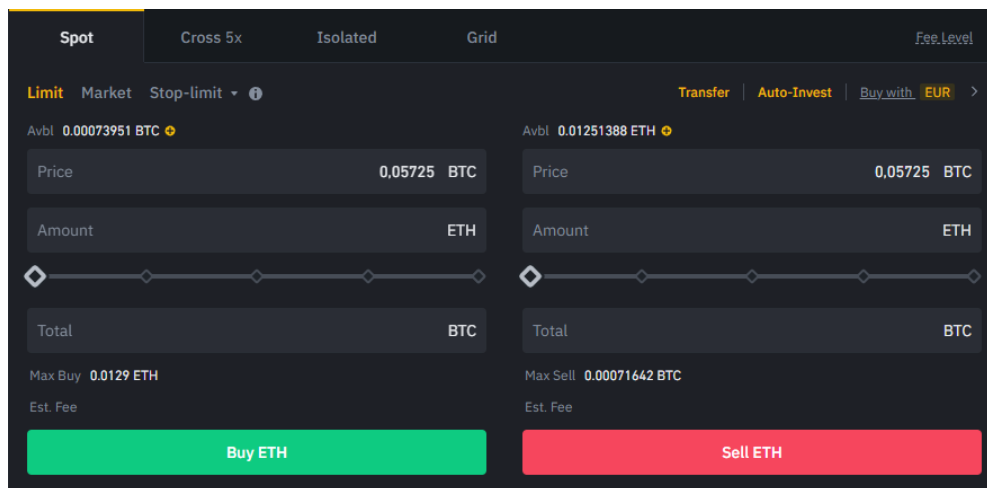 Spot Cross 5x Isolated Grid Fee Level
Limit Market Stop-limit Transfer Auto-Invest Buy with EUR
Avbl 0.00073951 BTC
Price 0,05725 BTC
Amount ETH
Total BTC
Max Buy 0.0129 ETH
Est. Fee
Buy ETH
Avbl 0.01251388 ETH
Price 0,05725 BTC
Amount ETH
Total BTC
Max Sell 0.00071642 BTC
Est. Fee
Sell ETH